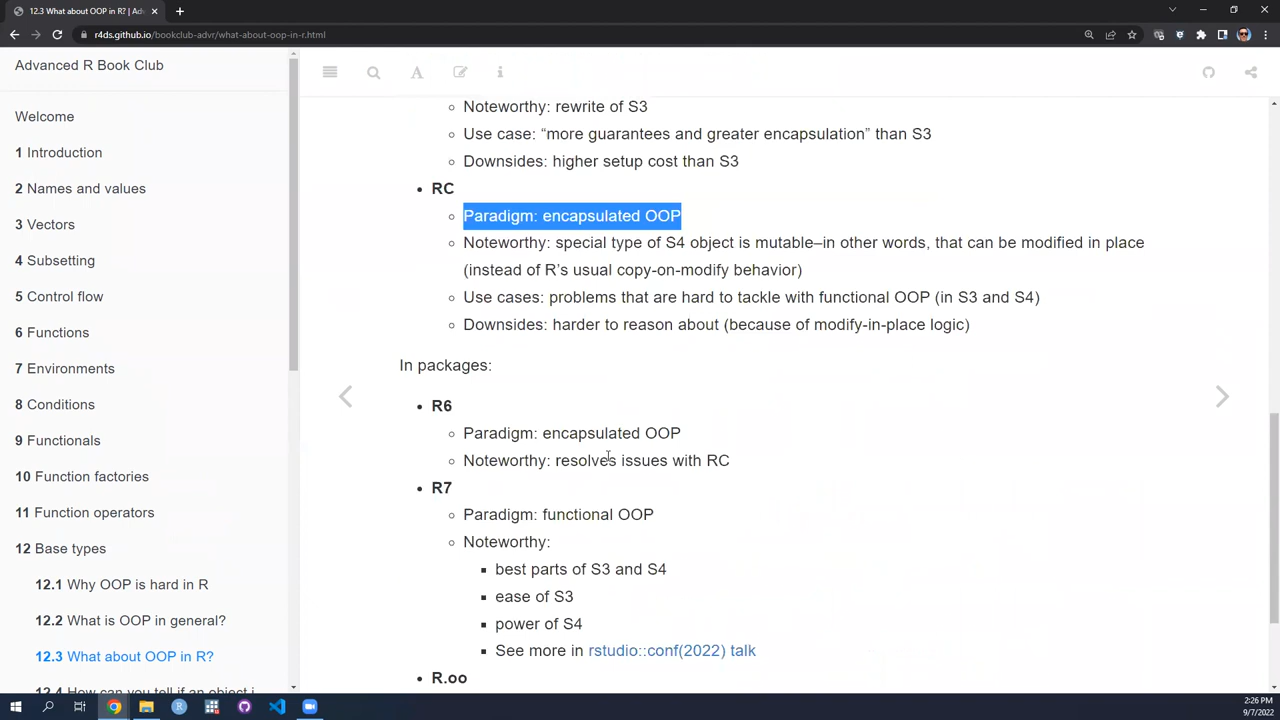 12.3 What about OOP in R? | Adv
r4ds.github.io/bookclub-advr/what-about-oop-in-r.html
Advanced R Book Club
Welcome
1 Introduction
2 Names and values
3 Vectors
4 Subsetting
5 Control flow
6 Functions
7 Environments
8 Conditions
9 Functionals
10 Function factories
11 Function operators
12 Base types
12.1 Why OOP is hard in R
12.2 What is OOP in general?
12.3 What about OOP in R?
12.4 How can you tell if an object i
Noteworthy: rewrite of S3
Use case: “more guarantees and greater encapsulation” than S3
Downsides: higher setup cost than S3
RC
Paradigm: encapsulated OOP
Noteworthy: special type of S4 object is mutable–in other words, that can be modified in place
(instead of R’s usual copy-on-modify behavior)
Use cases: problems that are hard to tackle with functional OOP (in S3 and S4)
Downsides: harder to reason about (because of modify-in-place logic)
In packages:
R6
Paradigm: encapsulated OOP
Noteworthy: resolves issues with RC
R7
Paradigm: functional OOP
Noteworthy:
best parts of S3 and S4
ease of S3
power of S4
See more in rstudio::conf(2022) talk
R.oo
2:26 PM
9/7/2022